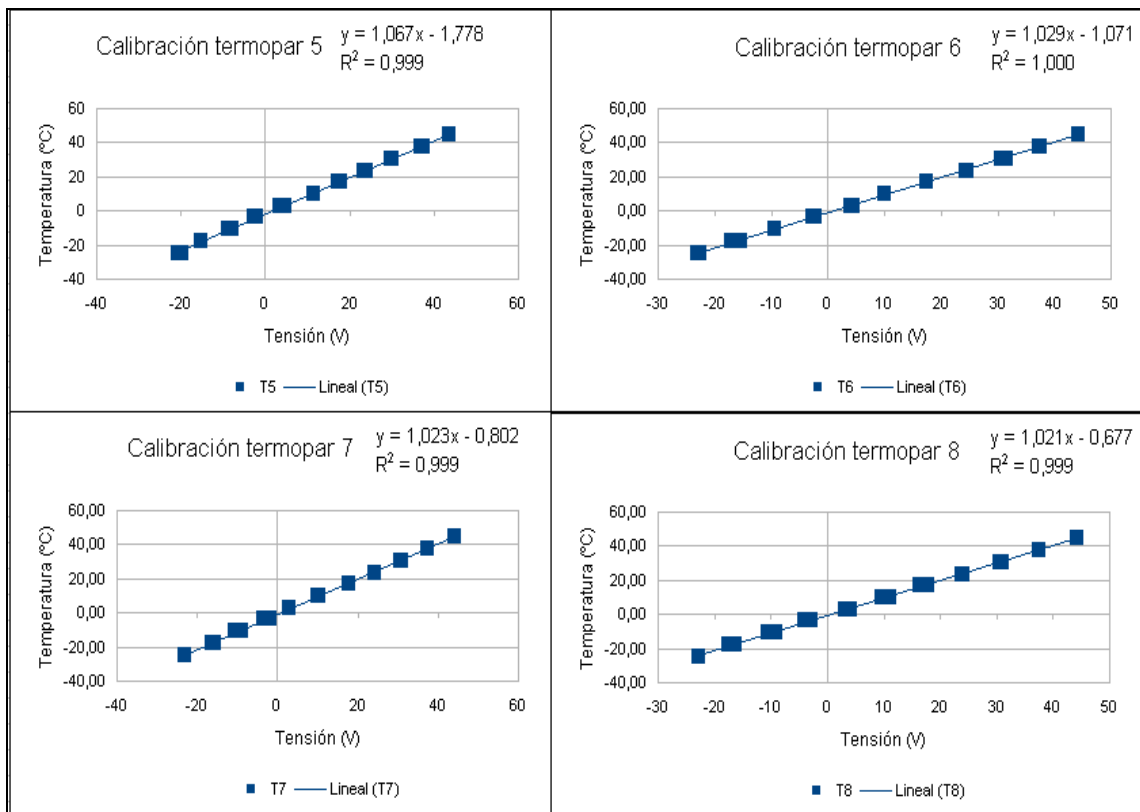 Calibración termopar 5
y = 1,067x - 1,778
R² = 0,999
Temperatura (ºC)
60
40
20
0
-20
-40
-40 -20 0 20 40 60
Tensión (V)
T5 Lineal (T5)
Calibración termopar 6
y = 1,029x - 1,071
R² = 1,000
Temperatura (ºC)
60,00
40,00
20,00
0,00
-20,00
-40,00
-30 -20 -10 0 10 20 30 40 50
Tensión (V)
T6 Lineal (T6)
Calibración termopar 7
y = 1,023x - 0,802
R² = 0,999
Temperatura (ºC)
60,00
40,00
20,00
0,00
-20,00
-40,00
-40 -20 0 20 40 60
Tensión (V)
T7 Lineal (T7)
Calibración termopar 8
y = 1,021x - 0,677
R² = 0,999
Temperatura (ºC)
60,00
40,00
20,00
0,00
-20,00
-40,00
-30 -20 -10 0 10 20 30 40 50
Tensión (V)
T8 Lineal (T8)